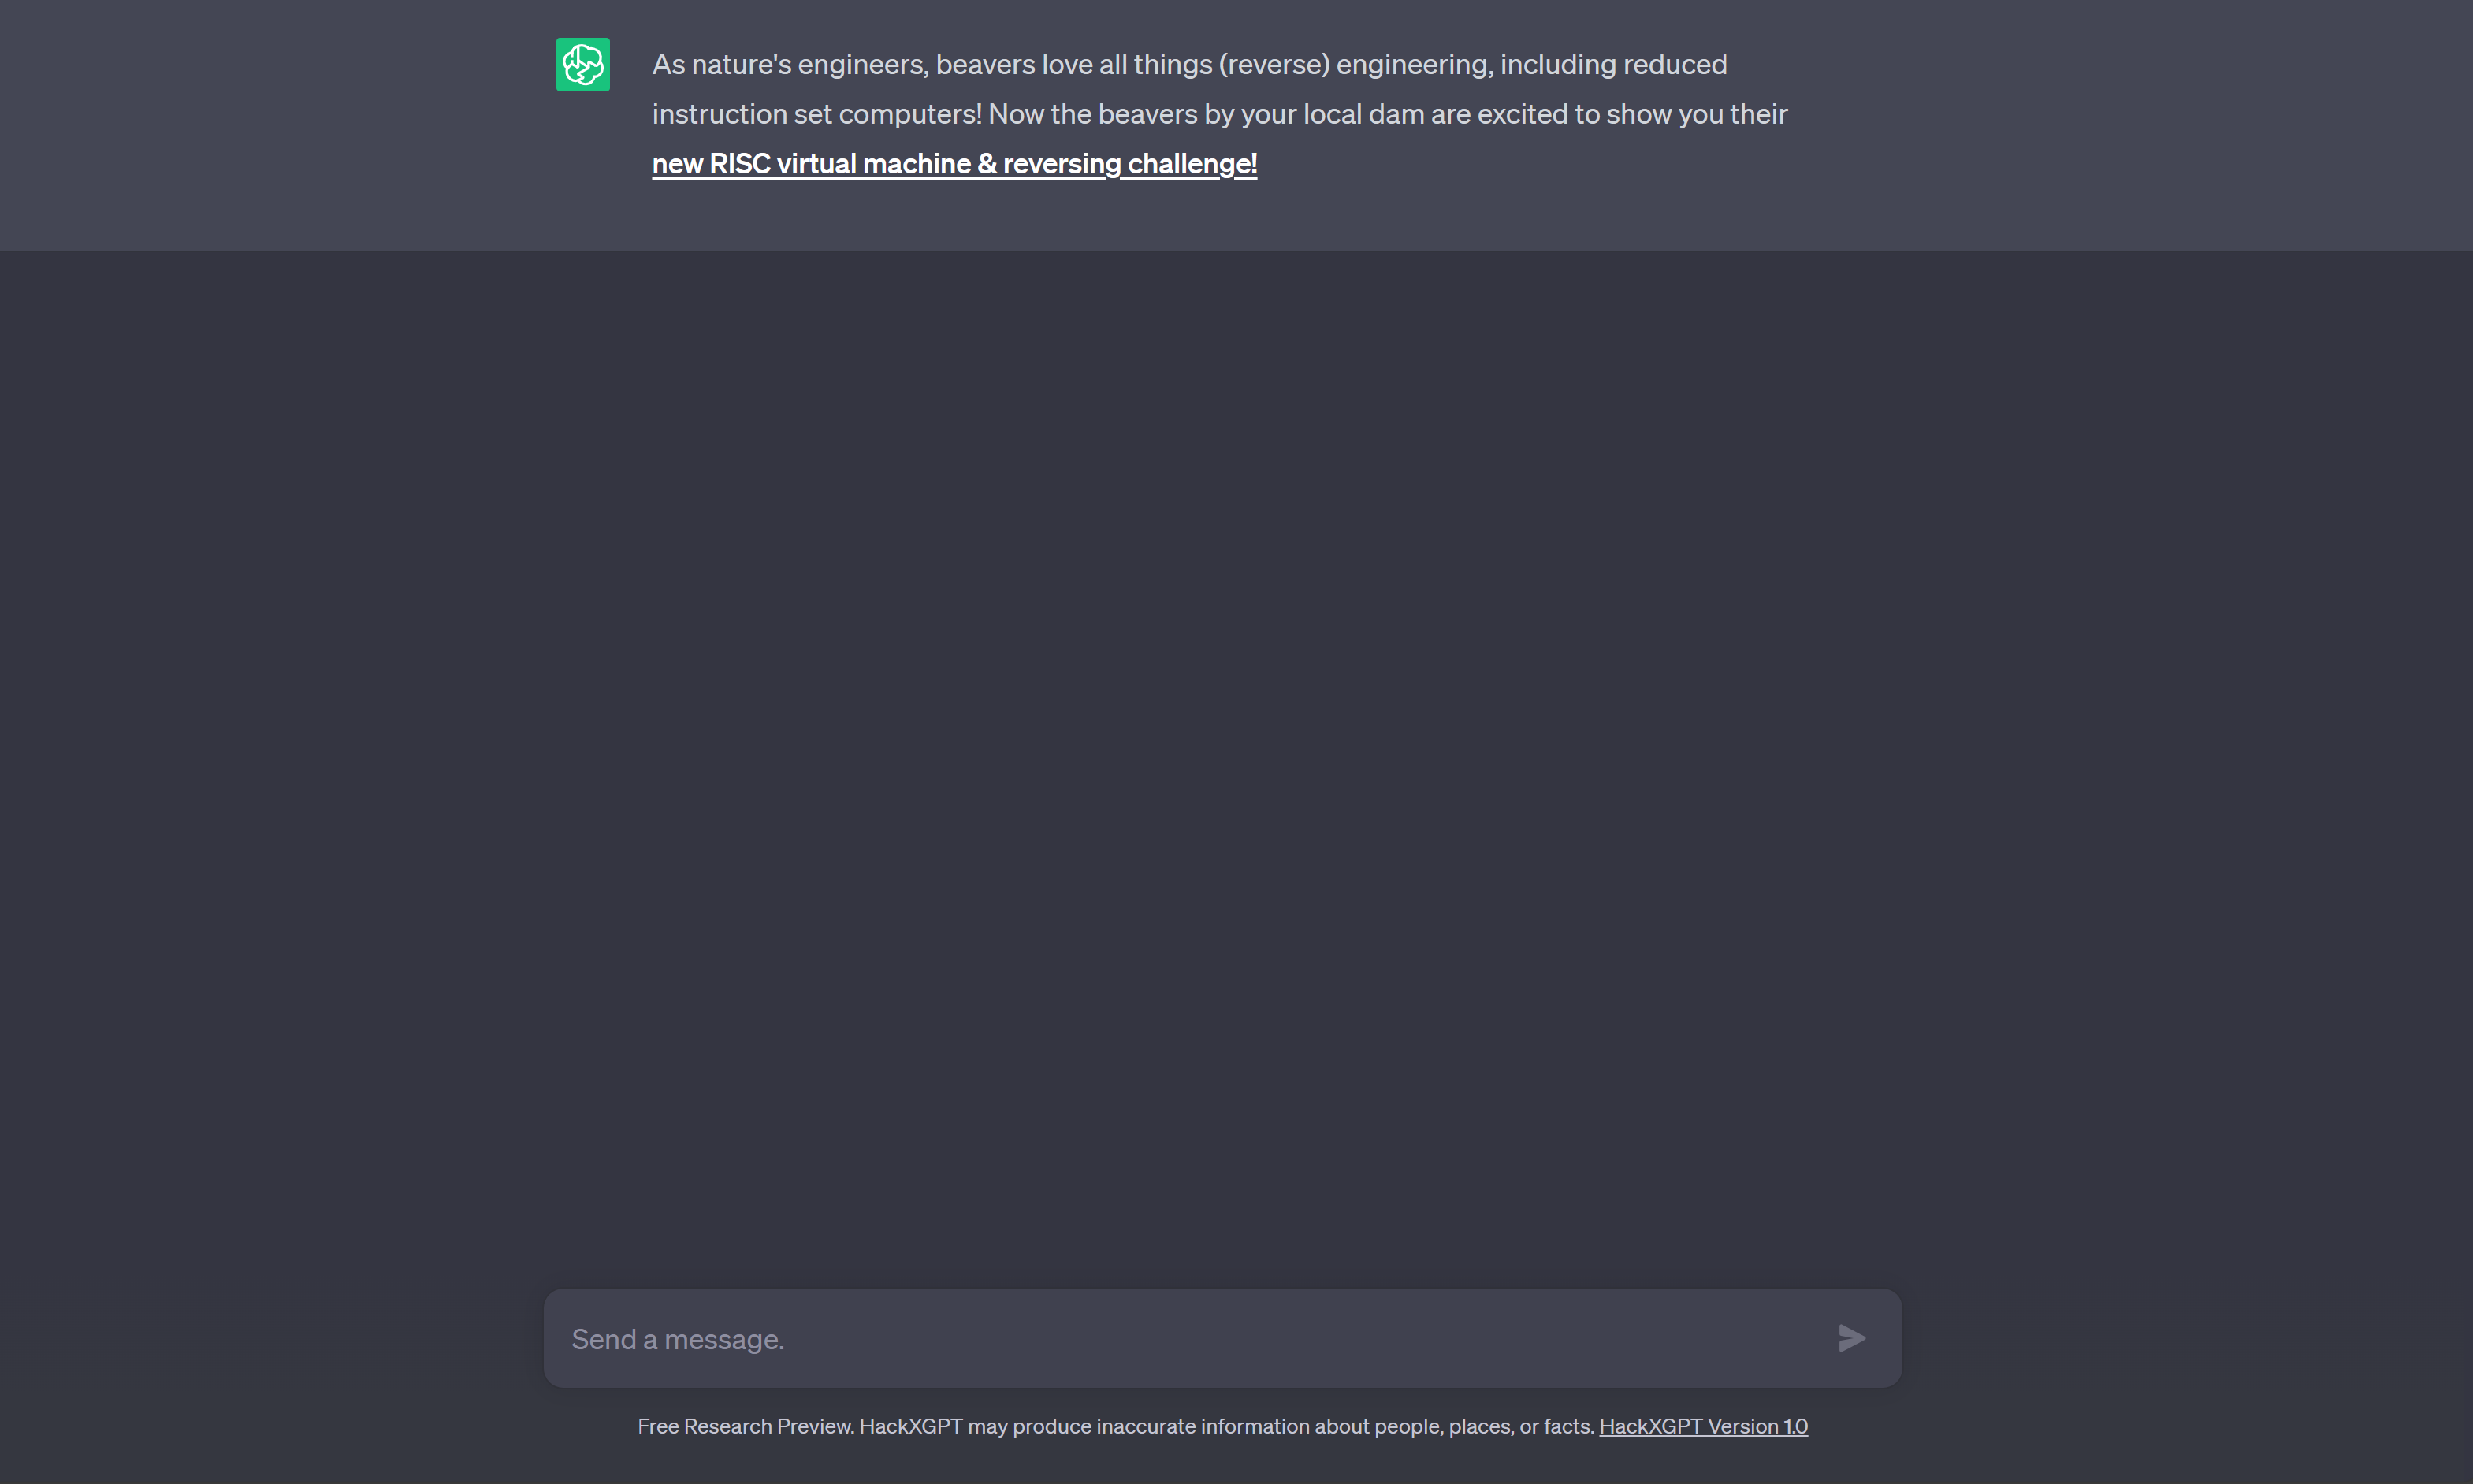 As nature's engineers, beavers love all things (reverse) engineering, including reduced
instruction set computers! Now the beavers by your local dam are excited to show you their
new RISC virtual machine & reversing challenge!
Send a message.
Free Research Preview. HackXGPT may produce inaccurate information about people, places, or facts. HackXGPT Version 1.0